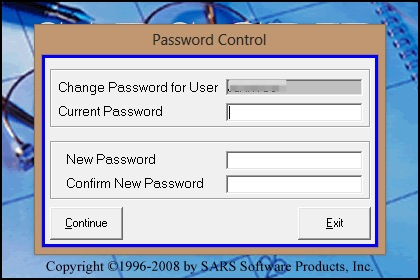 Password Control
Change Password for User
Current Password
New Password
Confirm New Password
Continue
Exit
Copyright ©1996-2008 by SARS Software Products, Inc.